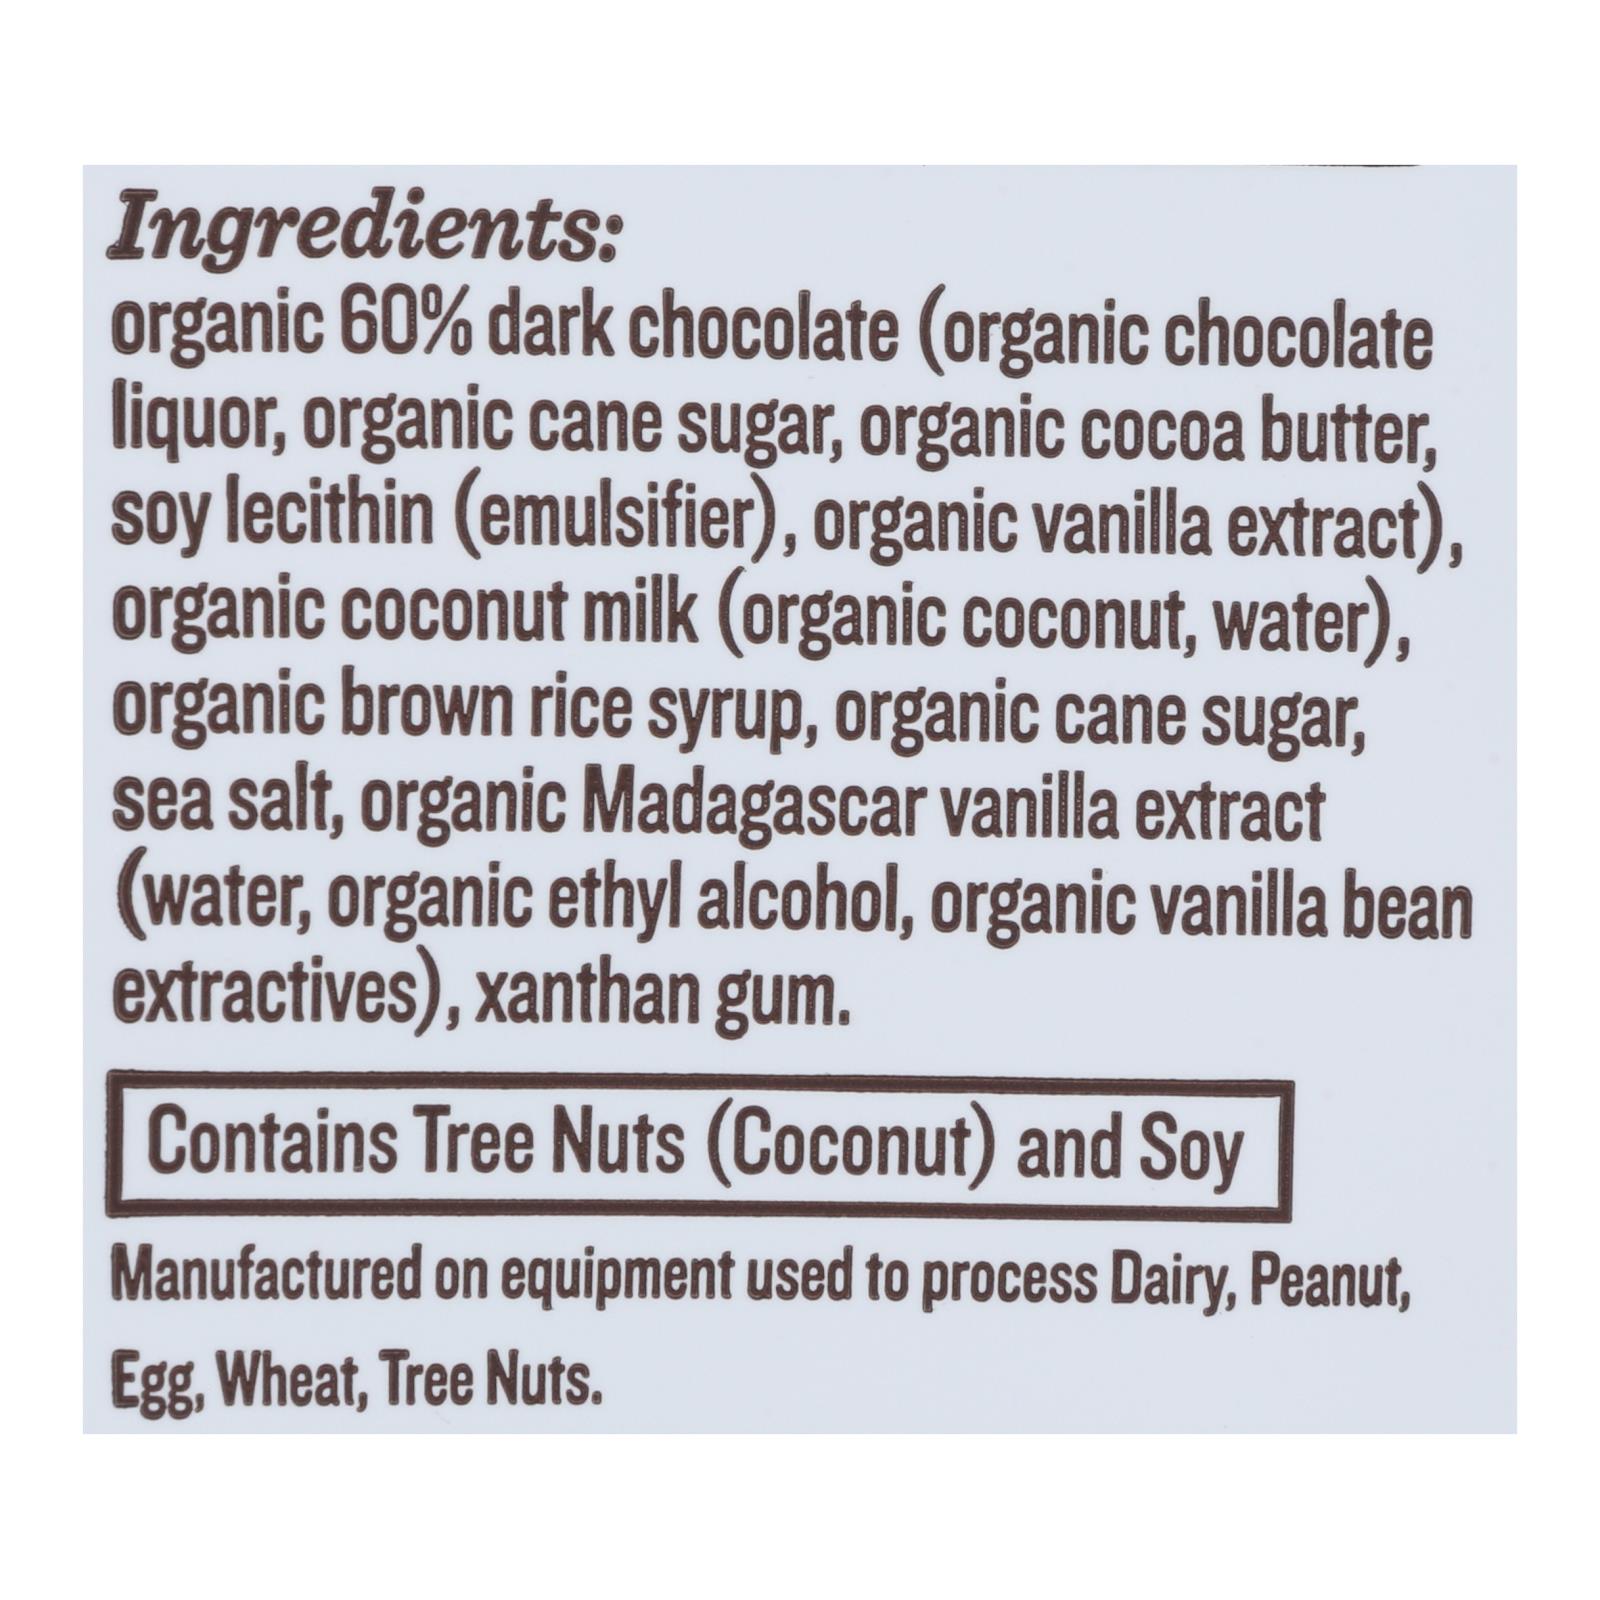 Ingredients:
organic 60% dark chocolate (organic chocolate
liquor, organic cane sugar, organic cocoa butter,
soy lecithin (emulsifier), organic vanilla extract),
organic coconut milk (organic coconut, water),
organic brown rice syrup, organic cane sugar,
sea salt, organic Madagascar vanilla extract
(water, organic ethyl alcohol, organic vanilla bean
extractives), xanthan gum.
Contains Tree Nuts (Coconut) and Soy
Manufactured on equipment used to process Dairy, Peanut,
Egg, Wheat, Tree Nuts.